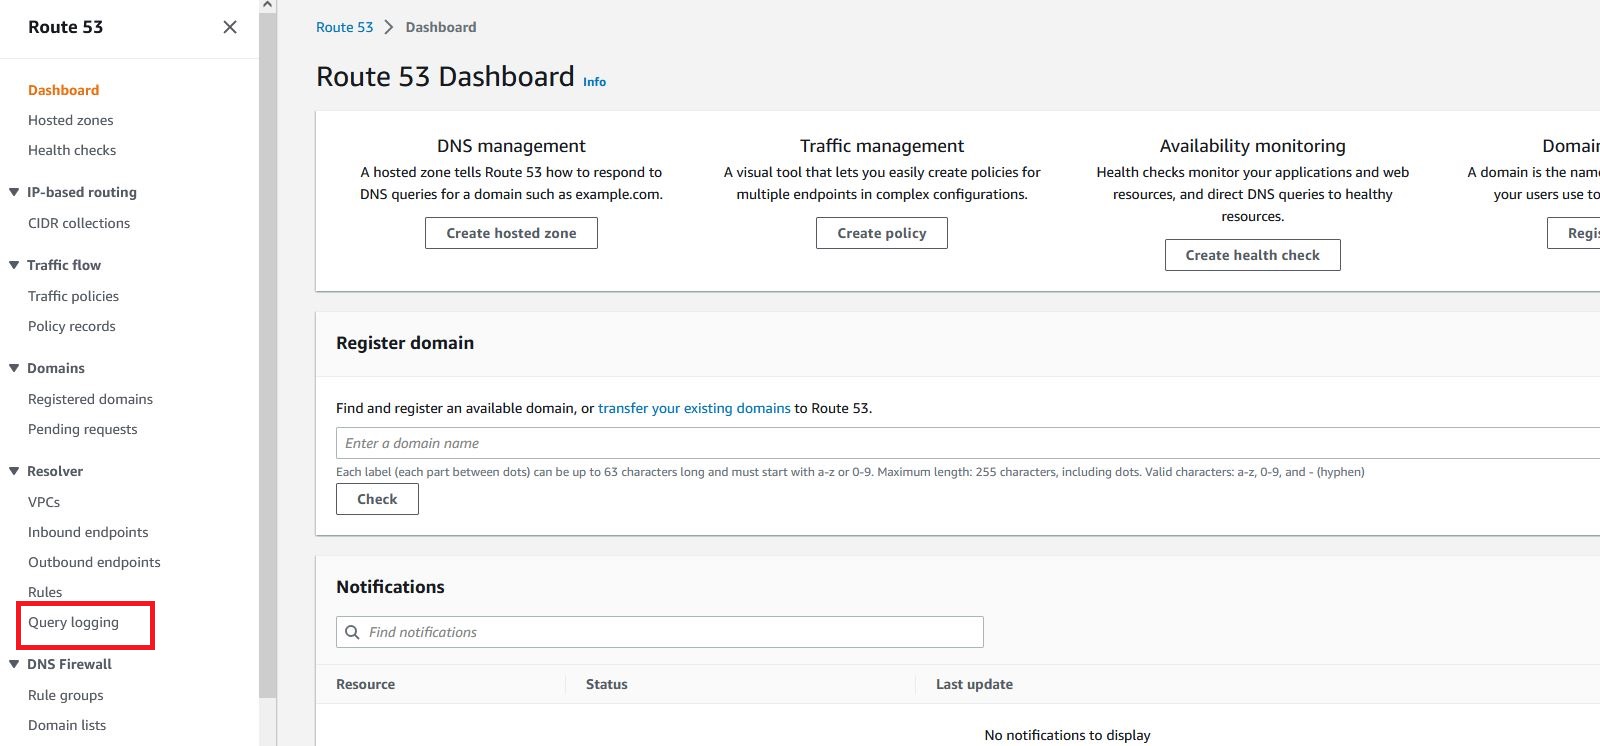 Route 53
Dashboard
Hosted zones
Health checks
IP-based routing
CIDR collections
Traffic flow
Traffic policies
Policy records
Domains
Registered domains
Pending requests
Resolver
VPCs
Inbound endpoints
Outbound endpoints
Rules
Query logging
DNS Firewall
Rule groups
Domain lists
Route 53 > Dashboard
Route 53 Dashboard Info
DNS management
A hosted zone tells Route 53 how to respond to
DNS queries for a domain such as example.com.
Create hosted zone
Traffic management
A visual tool that lets you easily create policies for
multiple endpoints in complex configurations.
Create policy
Availability monitoring
Health checks monitor your applications and web
resources, and direct DNS queries to healthy
resources.
Create health check
Domai
A domain is the nam
your users use to
Regis
Register domain
Find and register an available domain, or transfer your existing domains to Route 53.
Enter a domain name
Each label (each part between dots) can be up to 63 characters long and must start with a-z or 0-9. Maximum length: 255 characters, including dots. Valid characters: a-z, 0-9, and - (hyphen)
Check
Notifications
Find notifications
Resource Status Last update
No notifications to display